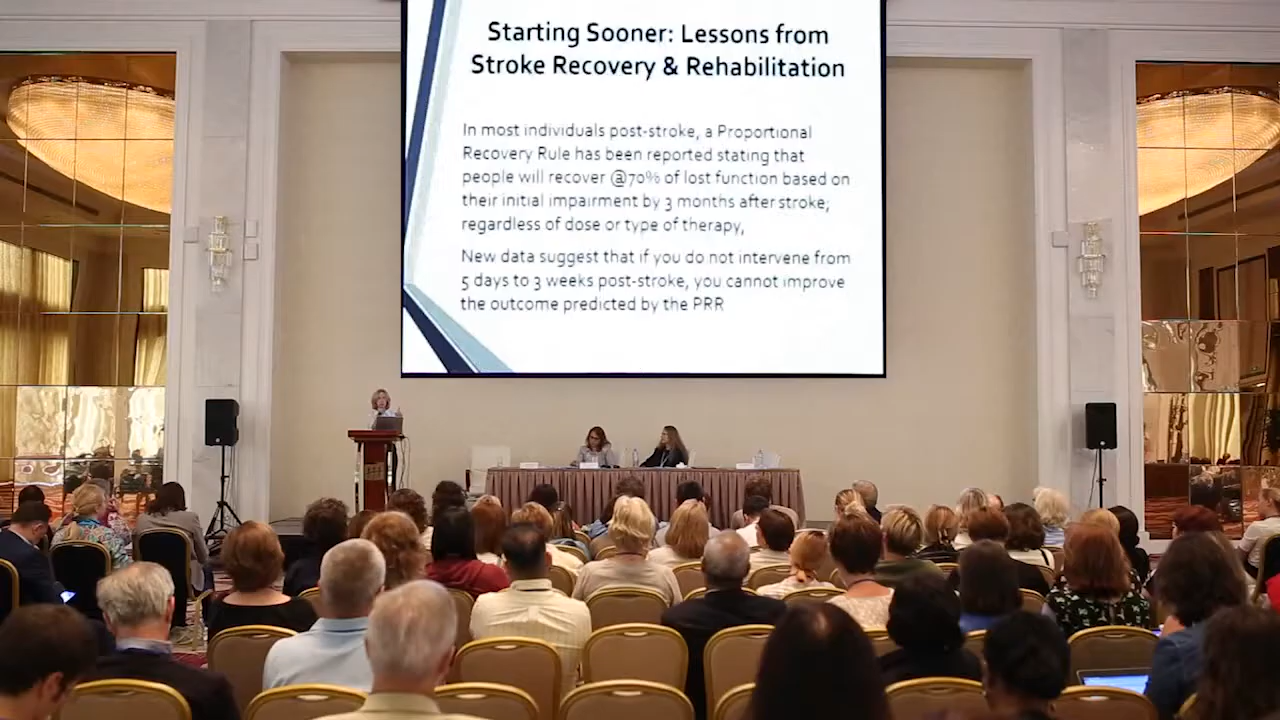 Starting Sooner: Lessons from
Stroke Recovery & Rehabilitation
In most individuals post-stroke, a Proportional
Recovery Rule has been reported stating that
people will recover @70% of lost function based on
their initial impairment by 3 months after stroke;
regardless of dose or type of therapy,
New data suggest that if you do not intervene from
5 days to 3 weeks post-stroke, you cannot improve
the outcome predicted by the PRR